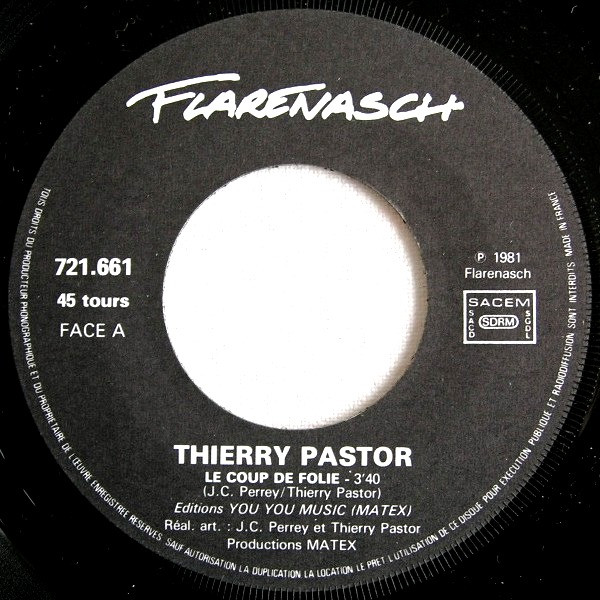 FLARENASCH
721.661
45 tours
FACE A
℗ 1981
Flarenasch
SACEM
SACD
SDRM
SGDL
THIERRY PASTOR
LE COUP DE FOLIE - 3'40
(J.C. Perrey/Thierry Pastor)
Editions YOU YOU MUSIC (MATEX)
Réal. art. : J.C. Perrey et Thierry Pastor
Productions MATEX
TOUS DROITS DU PRODUCTEUR PHONOGRAPHIQUE ET DU PROPRIETAIRE DE L'ŒUVRE ENREGISTREE RESERVES. SAUF AUTORISATION LA DUPLICATION LA LOCATION LE PRET L'UTILISATION DE CE DISQUE POUR EXECUTION PUBLIQUE ET RADIODIFFUSION SONT INTERDITS MADE IN FRANCE